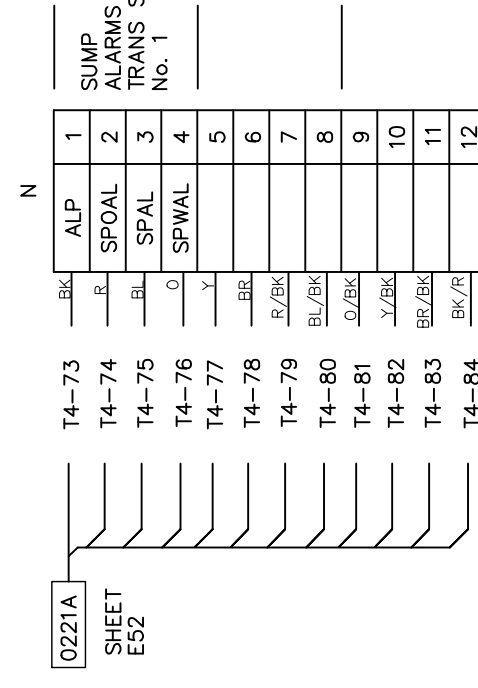 SUMP
ALARMS
TRANS
No. 1
N
1 ALP BK T4-73
2 SPOAL R T4-74
3 SPAL BL T4-75
4 SPWAL O T4-76
5 Y T4-77
6 BR T4-78
7 R/BK T4-79
8 BL/BK T4-80
9 O/BK T4-81
10 Y/BK T4-82
11 BR/BK T4-83
12 BK/R T4-84
0221A
SHEET
E52